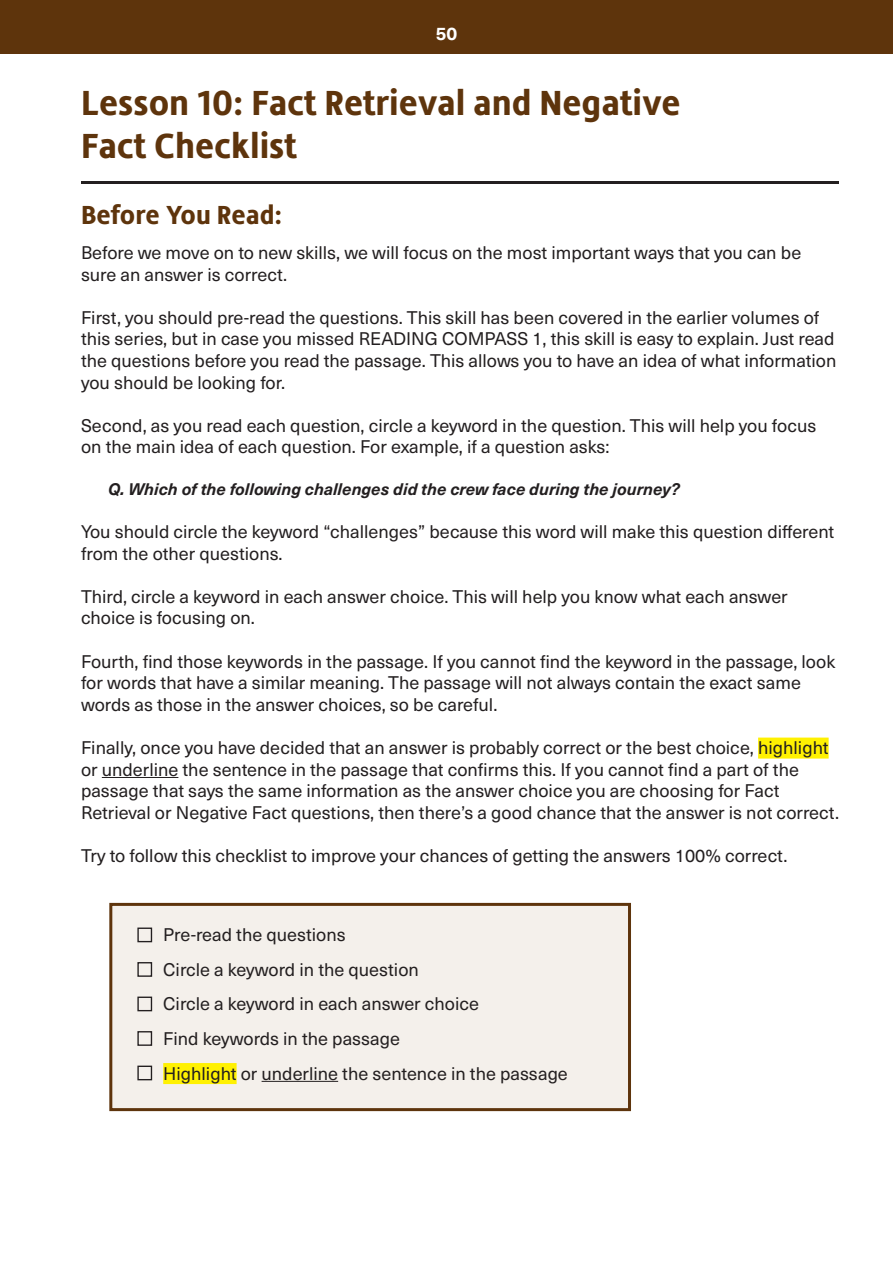 50
Lesson 10: Fact Retrieval and Negative
Fact Checklist
Before You Read:
Before we move on to new skills, we will focus on the most important ways that you can be
sure an answer is correct.
First, you should pre-read the questions. This skill has been covered in the earlier volumes of
this series, but in case you missed READING COMPASS 1, this skill is easy to explain. Just read
the questions before you read the passage. This allows you to have an idea of what information
you should be looking for.
Second, as you read each question, circle a keyword in the question. This will help you focus
on the main idea of each question. For example, if a question asks:
Q. Which of the following challenges did the crew face during the journey?
You should circle the keyword “challenges” because this word will make this question different
from the other questions.
Third, circle a keyword in each answer choice. This will help you know what each answer
choice is focusing on.
Fourth, find those keywords in the passage. If you cannot find the keyword in the passage, look
for words that have a similar meaning. The passage will not always contain the exact same
words as those in the answer choices, so be careful.
Finally, once you have decided that an answer is probably correct or the best choice, highlight
or underline the sentence in the passage that confirms this. If you cannot find a part of the
passage that says the same information as the answer choice you are choosing for Fact
Retrieval or Negative Fact questions, then there’s a good chance that the answer is not correct.
Try to follow this checklist to improve your chances of getting the answers 100% correct.
☐ Pre-read the questions
☐ Circle a keyword in the question
☐ Circle a keyword in each answer choice
☐ Find keywords in the passage
☐ Highlight or underline the sentence in the passage